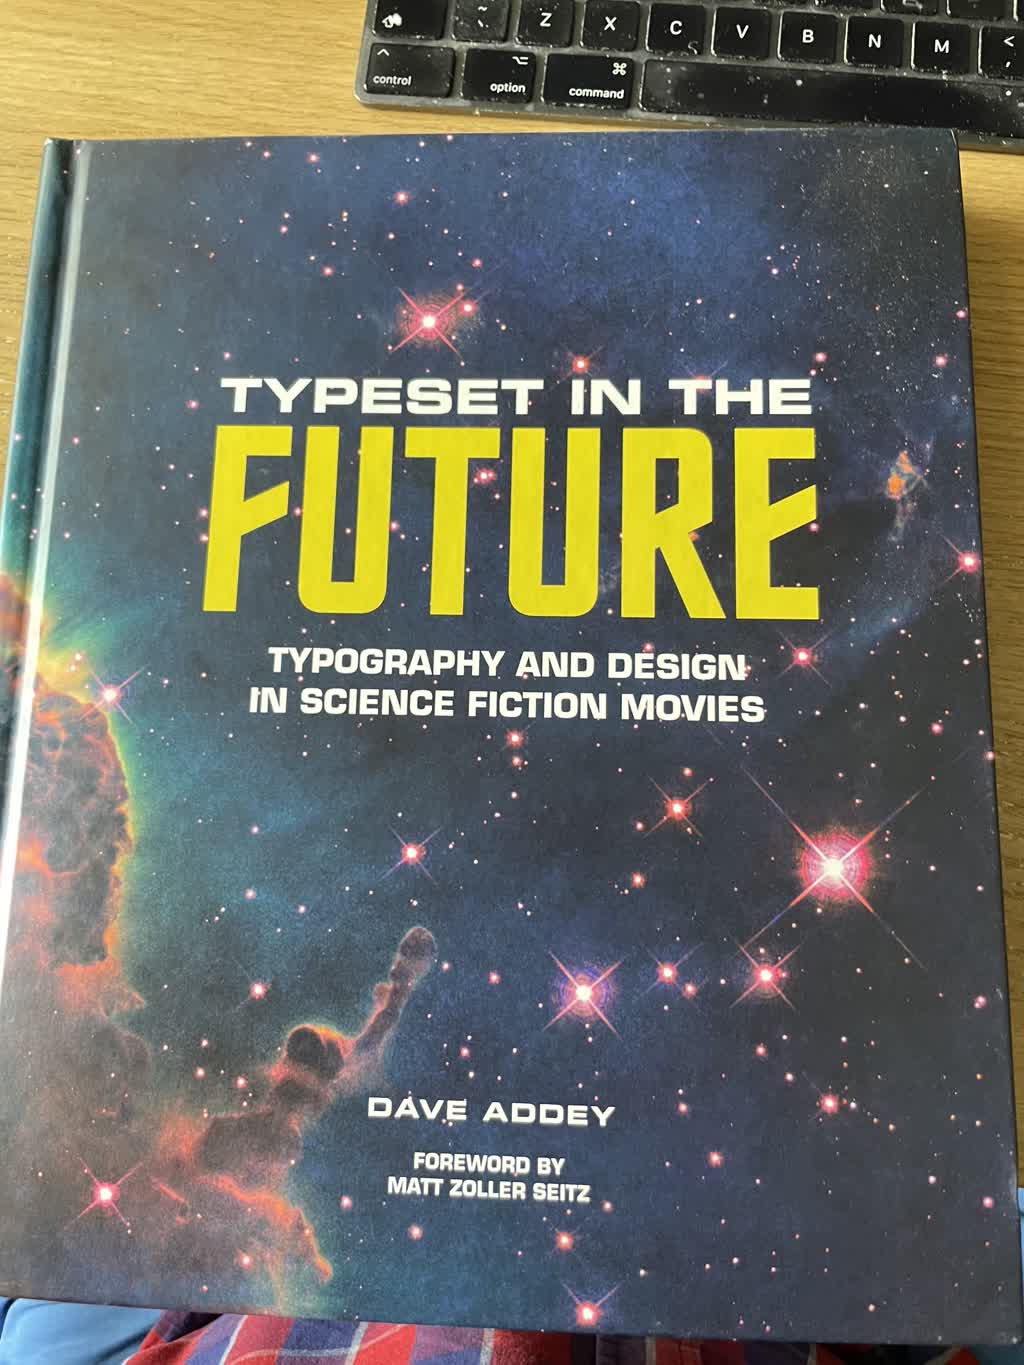 ~
`
Z X C V B N M <
,
^
control
⌥
option
⌘
command
TYPESET IN THE
FUTURE
TYPOGRAPHY AND DESIGN
IN SCIENCE FICTION MOVIES
DAVE ADDEY
FOREWORD BY
MATT ZOLLER SEITZ